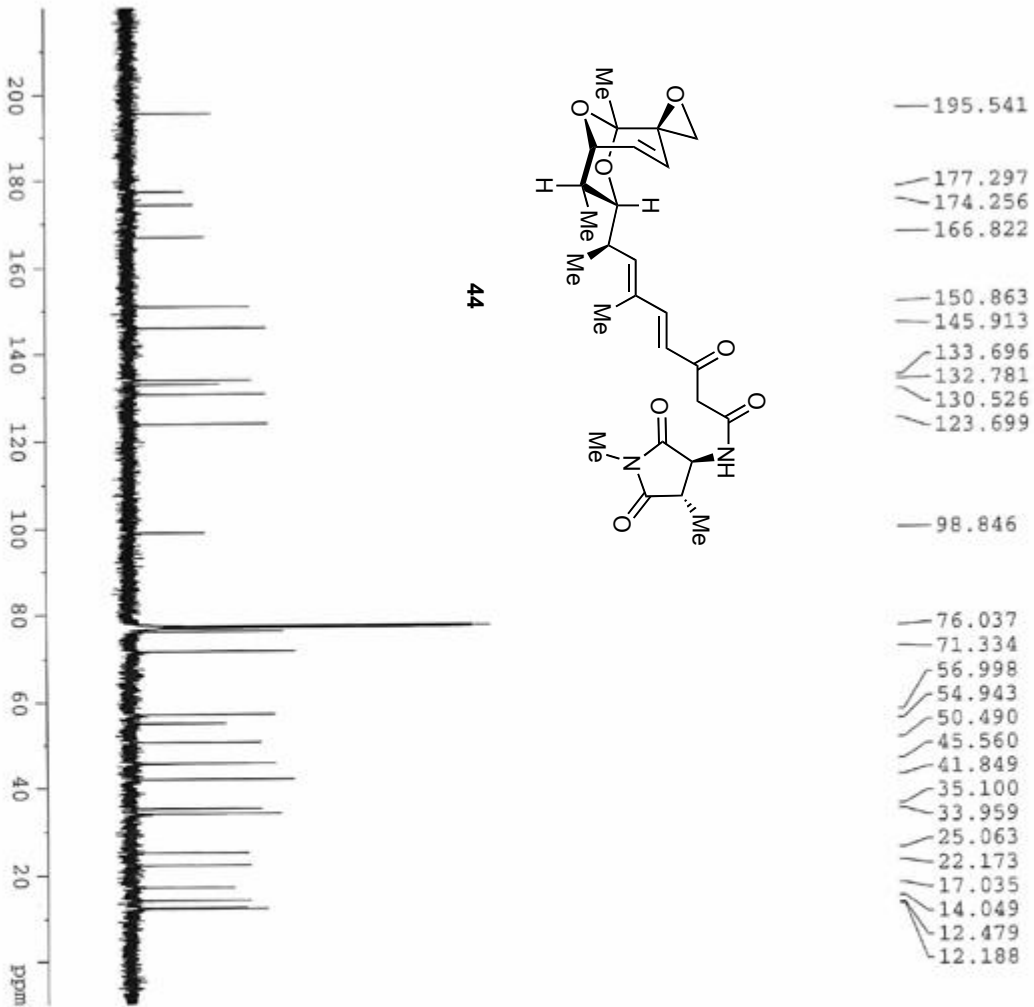 195.541
177.297
174.256
166.822
150.863
145.913
133.696
132.781
130.526
123.699
98.846
76.037
71.334
56.998
54.943
50.490
45.560
41.849
35.100
33.959
25.063
22.173
17.035
14.049
12.479
12.188
O
Me
O
O
H
H
Me
Me
Me
O
O
NH
O
Me
N
O
Me
44
200
180
160
140
120
100
80
60
40
20
ppm